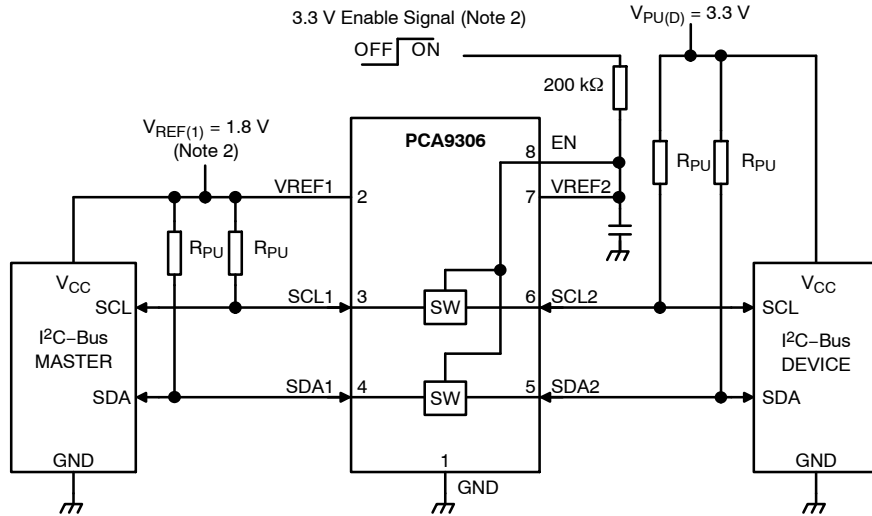 3.3 V Enable Signal (Note 2)
OFF ON
V_PU(D) = 3.3 V
200 kΩ
V_REF(1) = 1.8 V
(Note 2)
PCA9306
8 EN
R_PU R_PU
VREF1 2
7 VREF2
R_PU R_PU
V_CC
V_CC
SCL SCL1 3 SW 6 SCL2 SCL
I²C−Bus
MASTER
I²C−Bus
DEVICE
SDA SDA1 4 SW 5 SDA2 SDA
GND
1
GND
GND